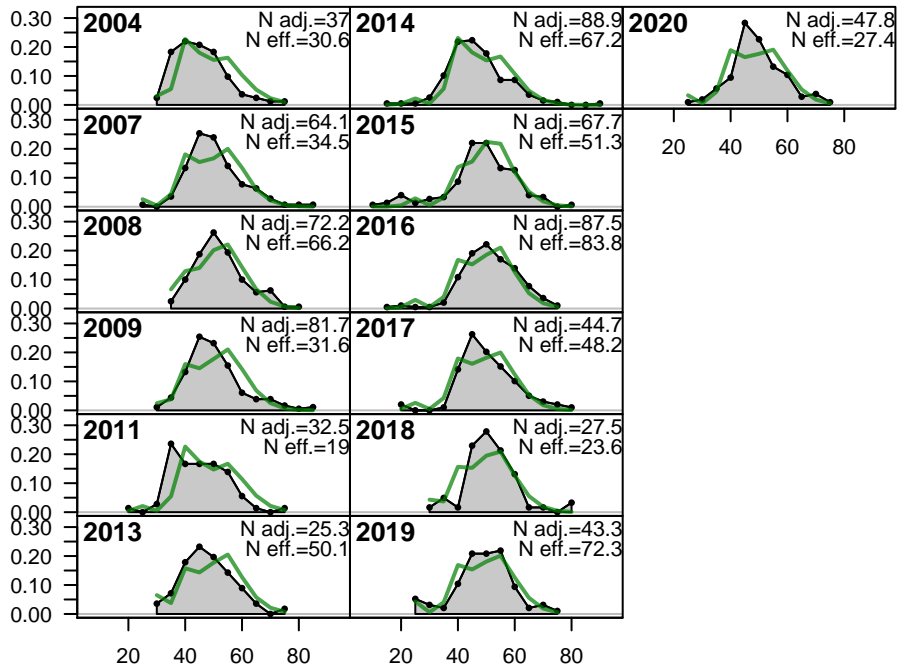 0.30
0.20
0.10
0.00
2004
N adj.=37
N eff.=30.6
2014
N adj.=88.9
N eff.=67.2
2020
N adj.=47.8
N eff.=27.4
20 40 60 80
0.30
0.20
0.10
0.00
2007
N adj.=64.1
N eff.=34.5
2015
N adj.=67.7
N eff.=51.3
0.30
0.20
0.10
0.00
2008
N adj.=72.2
N eff.=66.2
2016
N adj.=87.5
N eff.=83.8
0.30
0.20
0.10
0.00
2009
N adj.=81.7
N eff.=31.6
2017
N adj.=44.7
N eff.=48.2
0.30
0.20
0.10
0.00
2011
N adj.=32.5
N eff.=19
2018
N adj.=27.5
N eff.=23.6
0.30
0.20
0.10
0.00
2013
N adj.=25.3
N eff.=50.1
2019
N adj.=43.3
N eff.=72.3
20 40 60 80
20 40 60 80